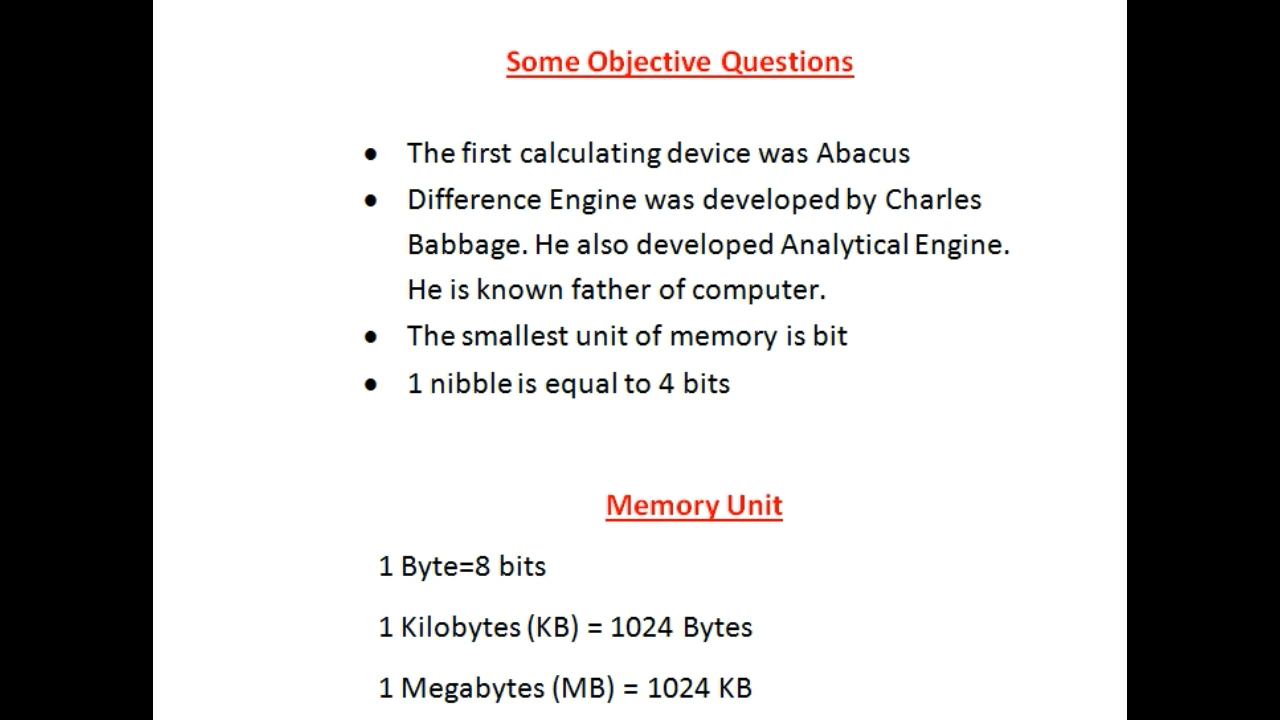 Some Objective Questions
• The first calculating device was Abacus
• Difference Engine was developed by Charles
Babbage. He also developed Analytical Engine.
He is known father of computer.
• The smallest unit of memory is bit
• 1 nibble is equal to 4 bits
Memory Unit
1 Byte=8 bits
1 Kilobytes (KB) = 1024 Bytes
1 Megabytes (MB) = 1024 KB